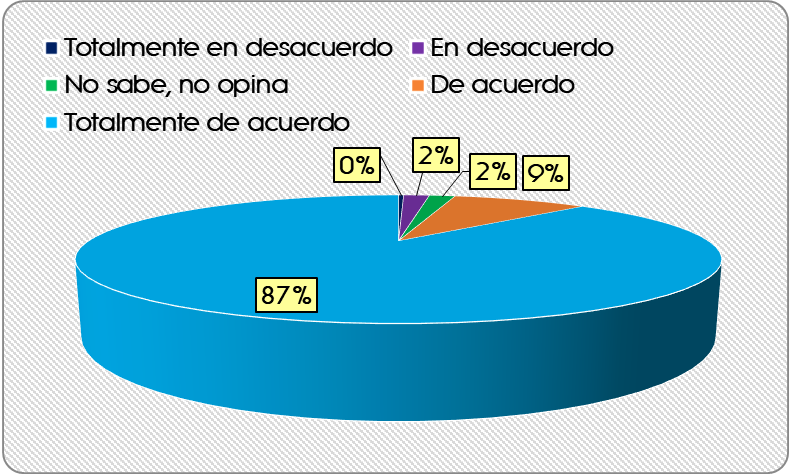 Totalmente en desacuerdo
En desacuerdo
No sabe, no opina
De acuerdo
Totalmente de acuerdo
0%
2%
2%
9%
87%